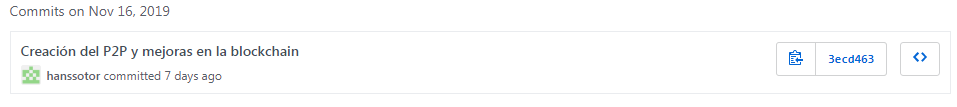 Commits on Nov 16, 2019
Creación del P2P y mejoras en la blockchain
3ecd463
hanssotor committed 7 days ago